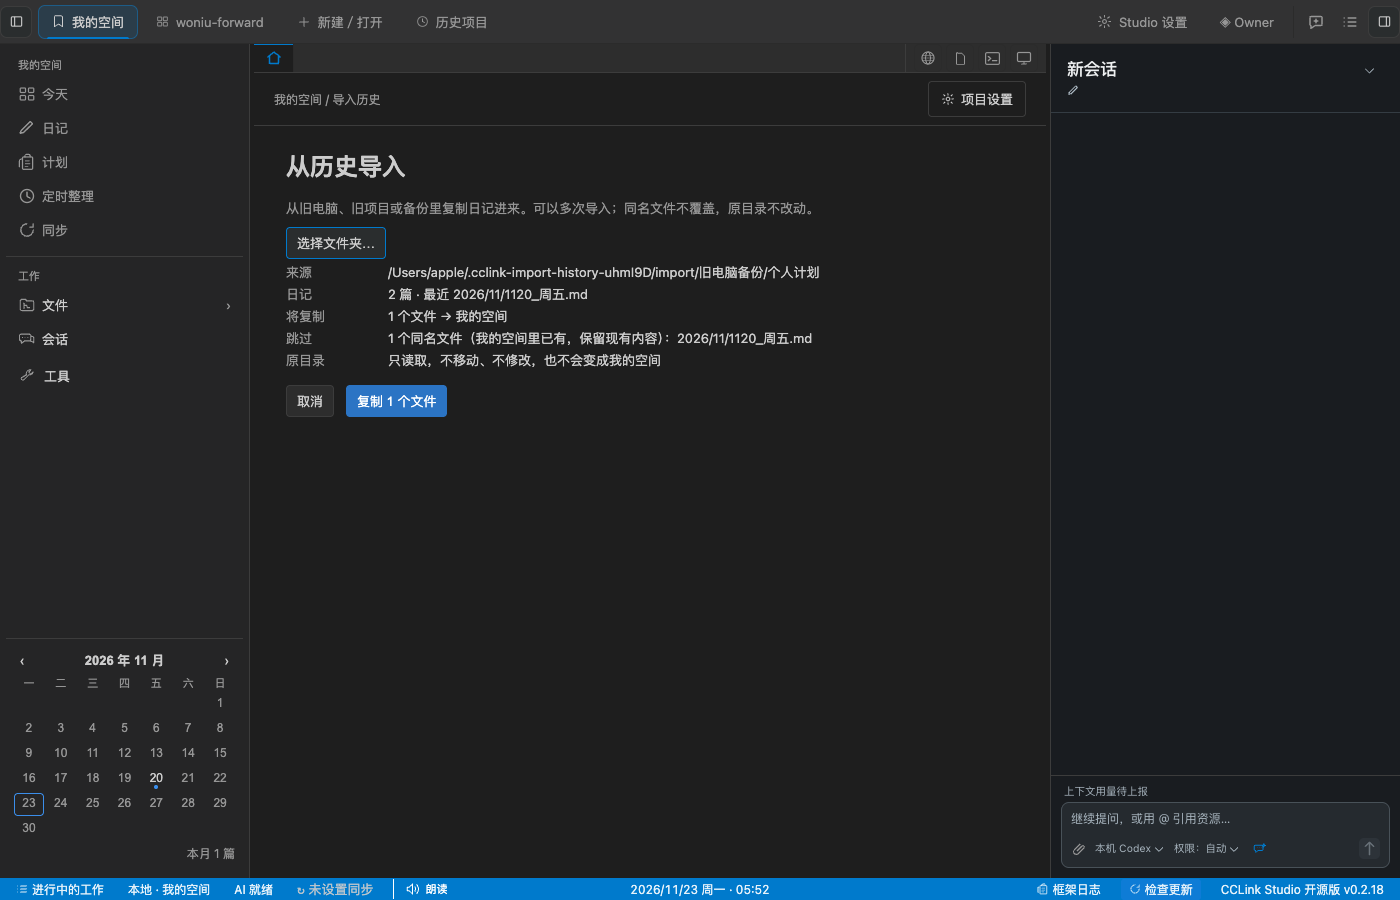 我的空间
woniu-forward
新建 / 打开
历史项目
Studio 设置
Owner
我的空间
今天
日记
计划
定时整理
同步
工作
文件
会话
工具
2026 年 11 月
一 二 三 四 五 六 日
1
2 3 4 5 6 7 8
9 10 11 12 13 14 15
16 17 18 19 20 21 22
23 24 25 26 27 28 29
30
本月 1 篇
我的空间 / 导入历史
项目设置
从历史导入
从旧电脑、旧项目或备份里复制日记进来。可以多次导入；同名文件不覆盖，原目录不改动。
选择文件夹...
来源 /Users/apple/.cclink-import-history-uhmI9D/import/旧电脑备份/个人计划
日记 2 篇 · 最近 2026/11/1120_周五.md
将复制 1 个文件 → 我的空间
跳过 1 个同名文件（我的空间里已有，保留现有内容）：2026/11/1120_周五.md
原目录 只读取，不移动、不修改，也不会变成我的空间
取消
复制 1 个文件
新会话
上下文用量待上报
继续提问，或用 @ 引用资源...
本机 Codex
权限：自动
进行中的工作
本地 · 我的空间
AI 就绪
未设置同步
朗读
2026/11/23 周一 · 05:52
框架日志
检查更新
CCLink Studio 开源版 v0.2.18